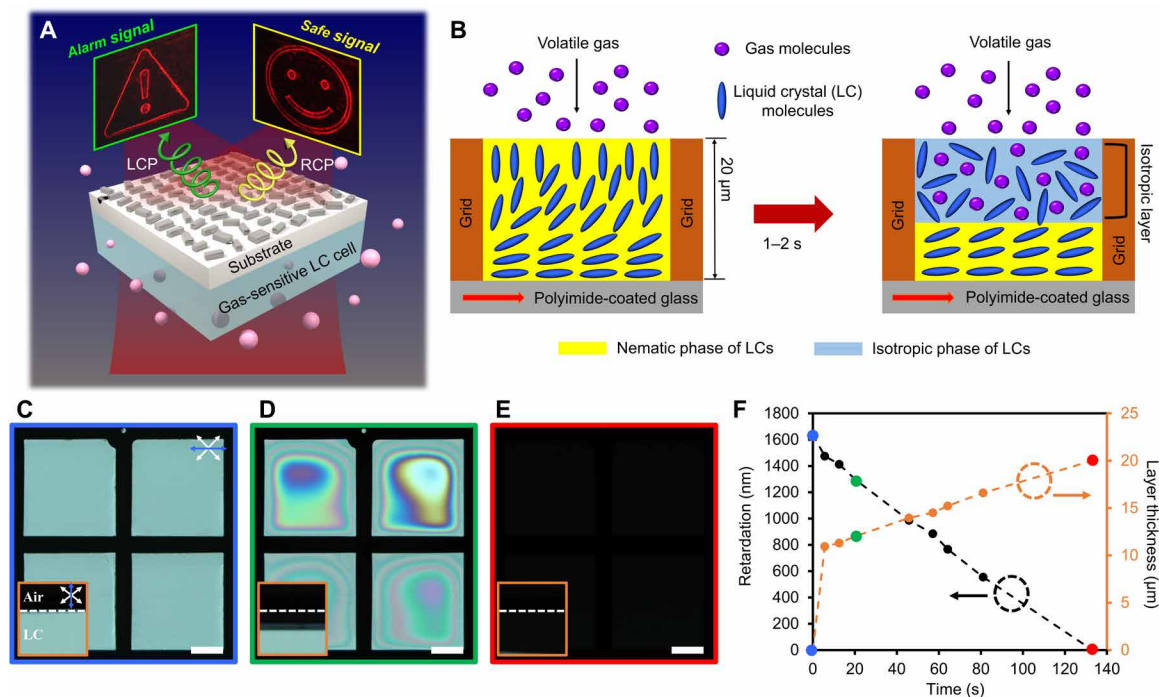 A
Alarm signal
Safe signal
LCP
RCP
Substrate
Gas-sensitive LC cell
B
Volatile gas
Gas molecules
Liquid crystal (LC)
molecules
Volatile gas
Grid
Grid
20 µm
1–2 s
Grid
Grid
Isotropic layer
Polyimide-coated glass
Polyimide-coated glass
Nematic phase of LCs
Isotropic phase of LCs
C
Air
LC
D
E
F
Retardation (nm)
1800
1600
1400
1200
1000
800
600
400
200
0
Layer thickness (µm)
25
20
15
10
5
0
0
20
40
60
80
100
120
140
Time (s)